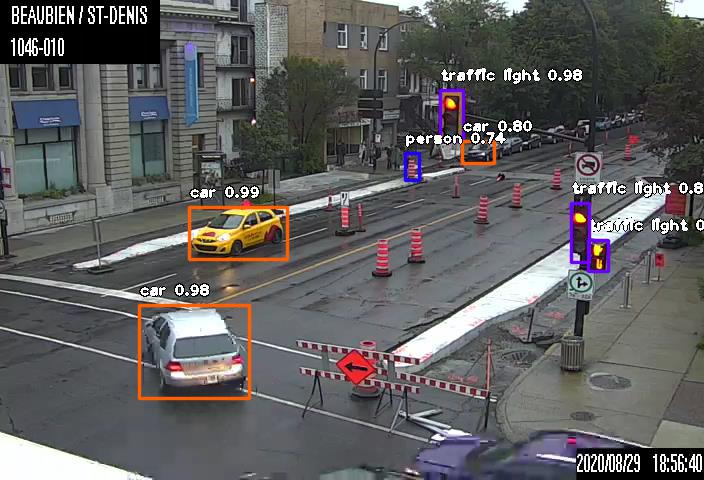 BEAUBIEN / ST-DENIS
1046-010
traffic light 0.98
car 0.80
person 0.74
car 0.99
traffic light 0.8
traffic light 0.
car 0.98
2020/08/29 18:56:40